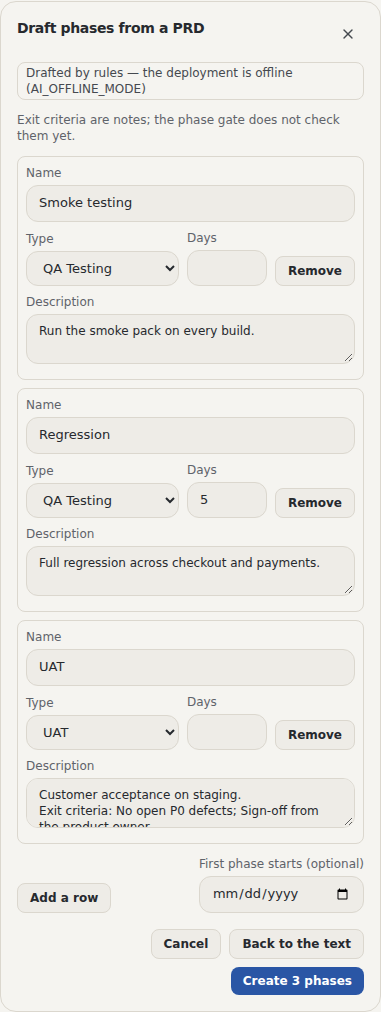 Draft phases from a PRD
Drafted by rules — the deployment is offline
(AI_OFFLINE_MODE)
Exit criteria are notes; the phase gate does not check
them yet.
Name
Smoke testing
Type
Days
QA Testing
Remove
Description
Run the smoke pack on every build.
Name
Regression
Type
Days
QA Testing
5
Remove
Description
Full regression across checkout and payments.
Name
UAT
Type
Days
UAT
Remove
Description
Customer acceptance on staging.
Exit criteria: No open P0 defects; Sign-off from
the product owner
First phase starts (optional)
Add a row
mm/dd/yyyy
Cancel
Back to the text
Create 3 phases